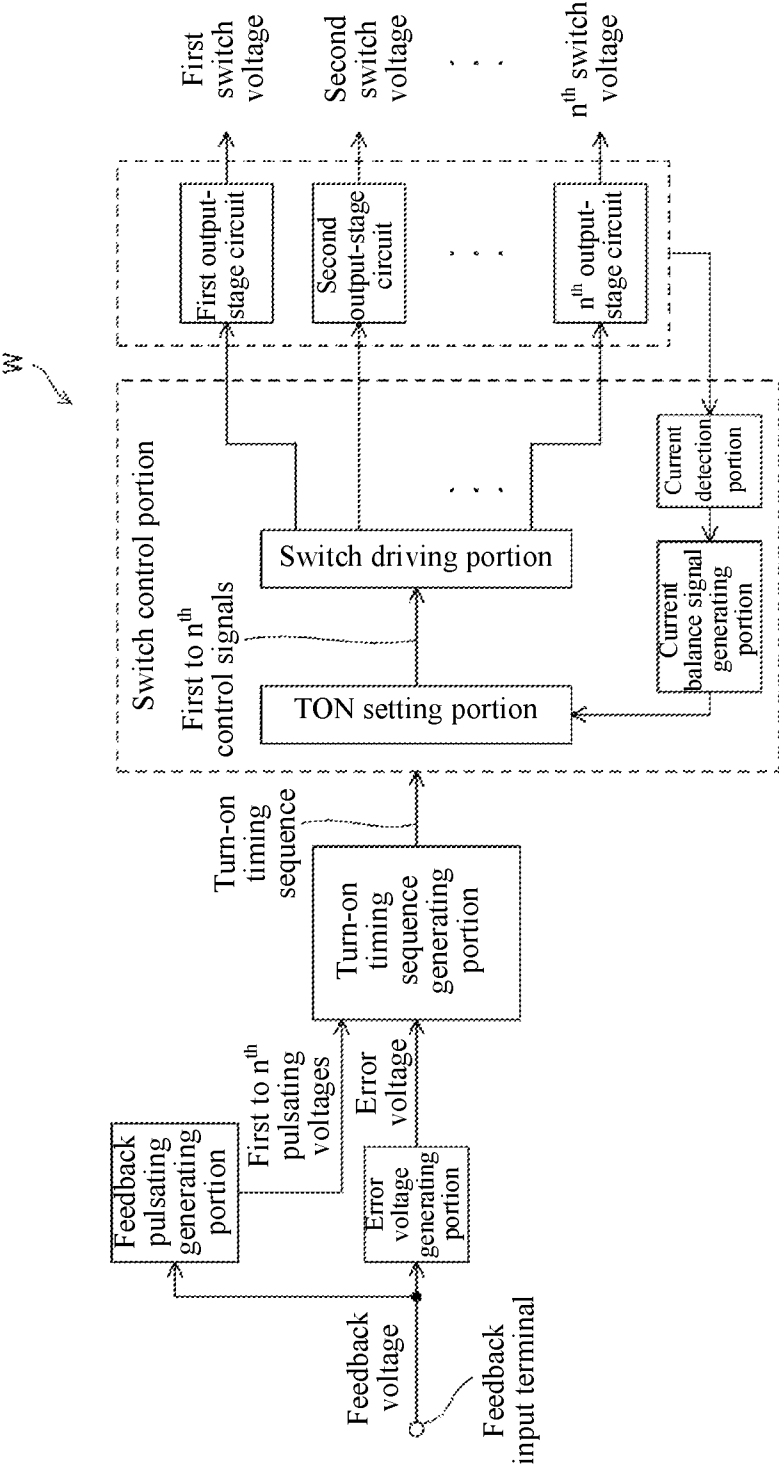 W
Feedback
input terminal
Feedback
voltage
Feedback
pulsating
generating
portion
Error
voltage
generating
portion
First to nth
pulsating
voltages
Error
voltage
Turn-on
timing
sequence
generating
portion
Turn-on
timing
sequence
Switch control portion
TON setting portion
First to nth
control signals
Switch driving portion
. . .
Current
balance signal
generating
portion
Current
detection
portion
First output-
stage circuit
Second
output-stage
circuit
. . .
nth output-
stage circuit
First
switch
voltage
Second
switch
voltage
. . .
nth switch
voltage